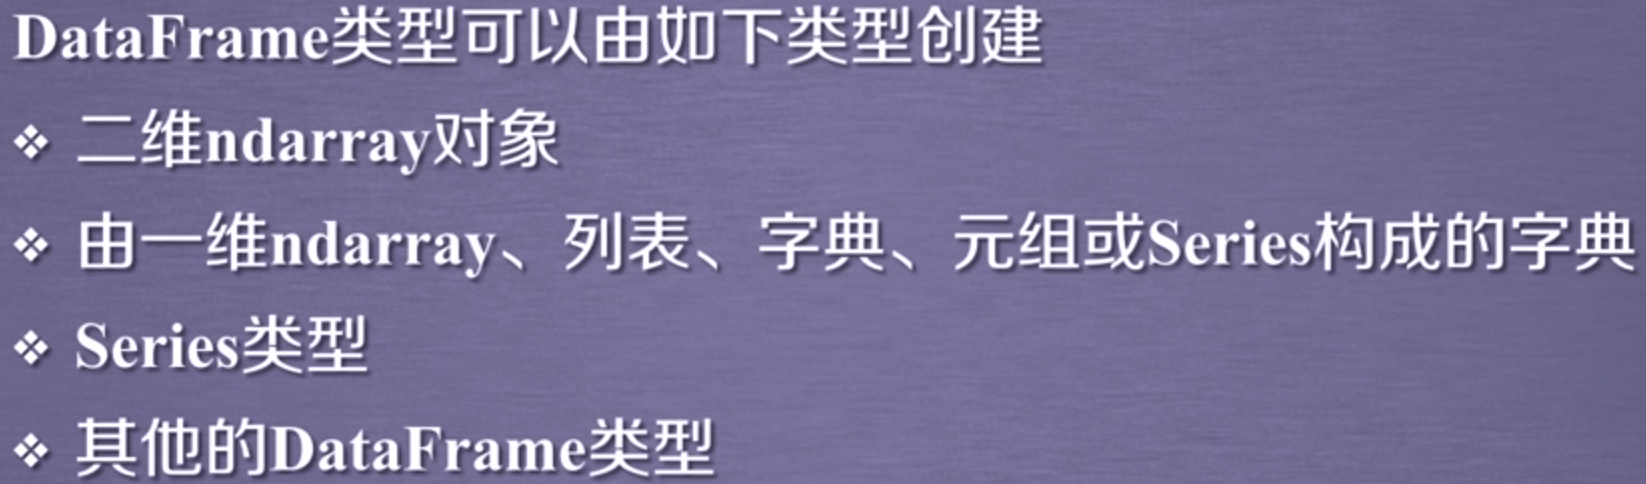 DataFrame类型可以由如下类型创建
❖ 二维ndarray对象
❖ 由一维ndarray、列表、字典、元组或Series构成的字典
❖ Series类型
❖ 其他的DataFrame类型